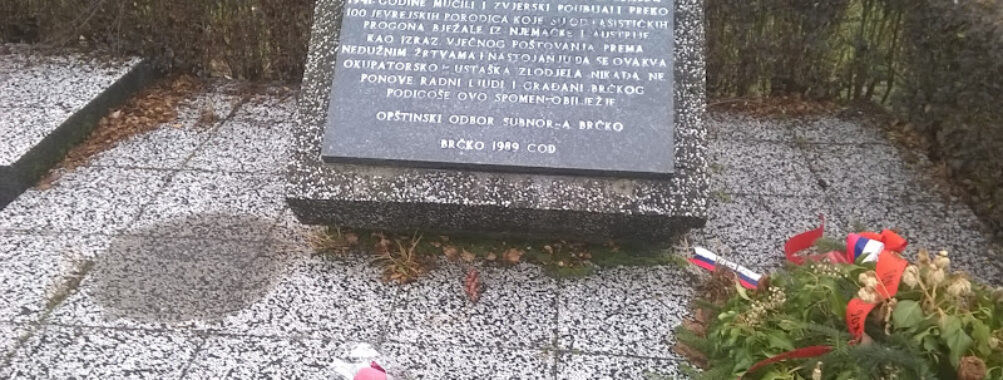 1941. GODINE MUČILI I ZVJERSKI POUBIJALI PREKO
100 JEVREJSKIH PORODICA KOJE SU OD FAŠISTIČKIH
PROGONA BJEŽALE IZ NJEMAČKE I AUSTRIJE
KAO IZRAZ VJEČNOG POŠTOVANJA PREMA
NEDUŽNIM ŽRTVAMA I NASTOJANJU DA SE OVAKVA
OKUPATORSKO-USTAŠKA ZLODJELA NIKADA NE
PONOVE RADNI LJUDI I GRAĐANI BRČKOG
PODIGOŠE OVO SPOMEN-OBILJEŽJE
OPŠTINSKI ODBOR SUBNOR-A BRČKO
BRČKO 1989 GOD.